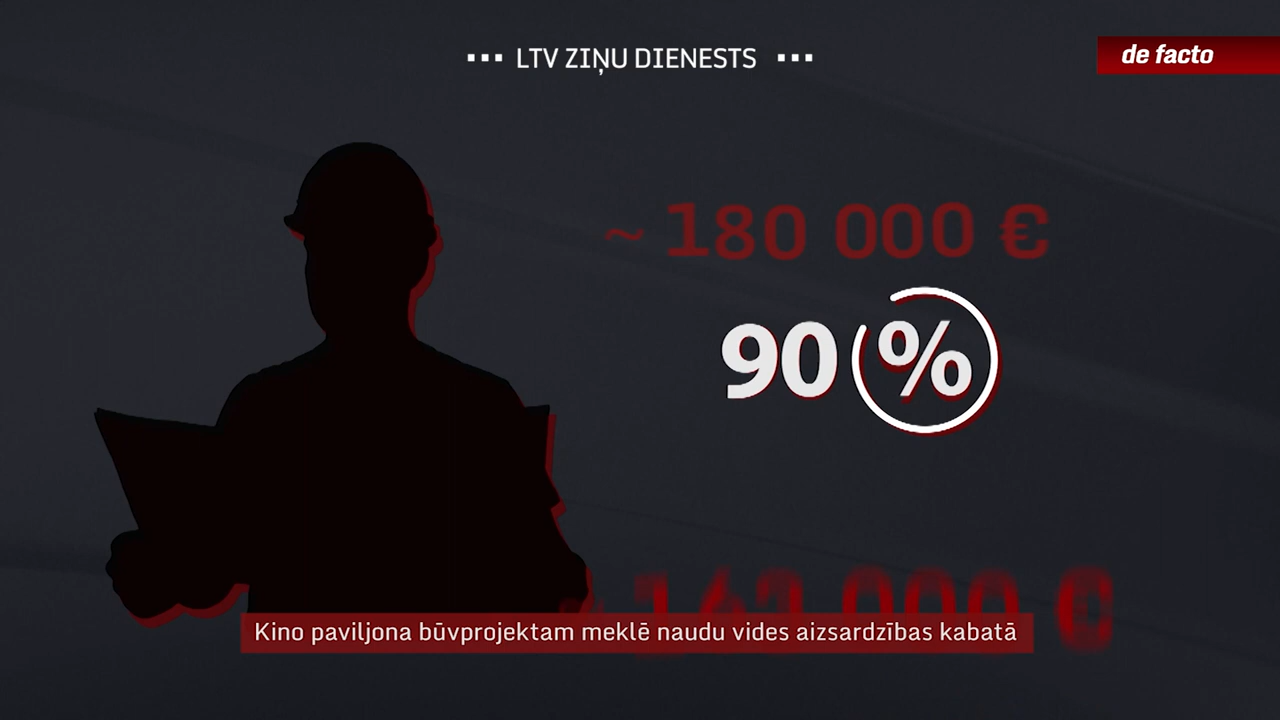 LTV ZIŅU DIENESTS
de facto
~ 180 000 €
90 %
Kino paviljona būvprojektam meklē naudu vides aizsardzības kabatā